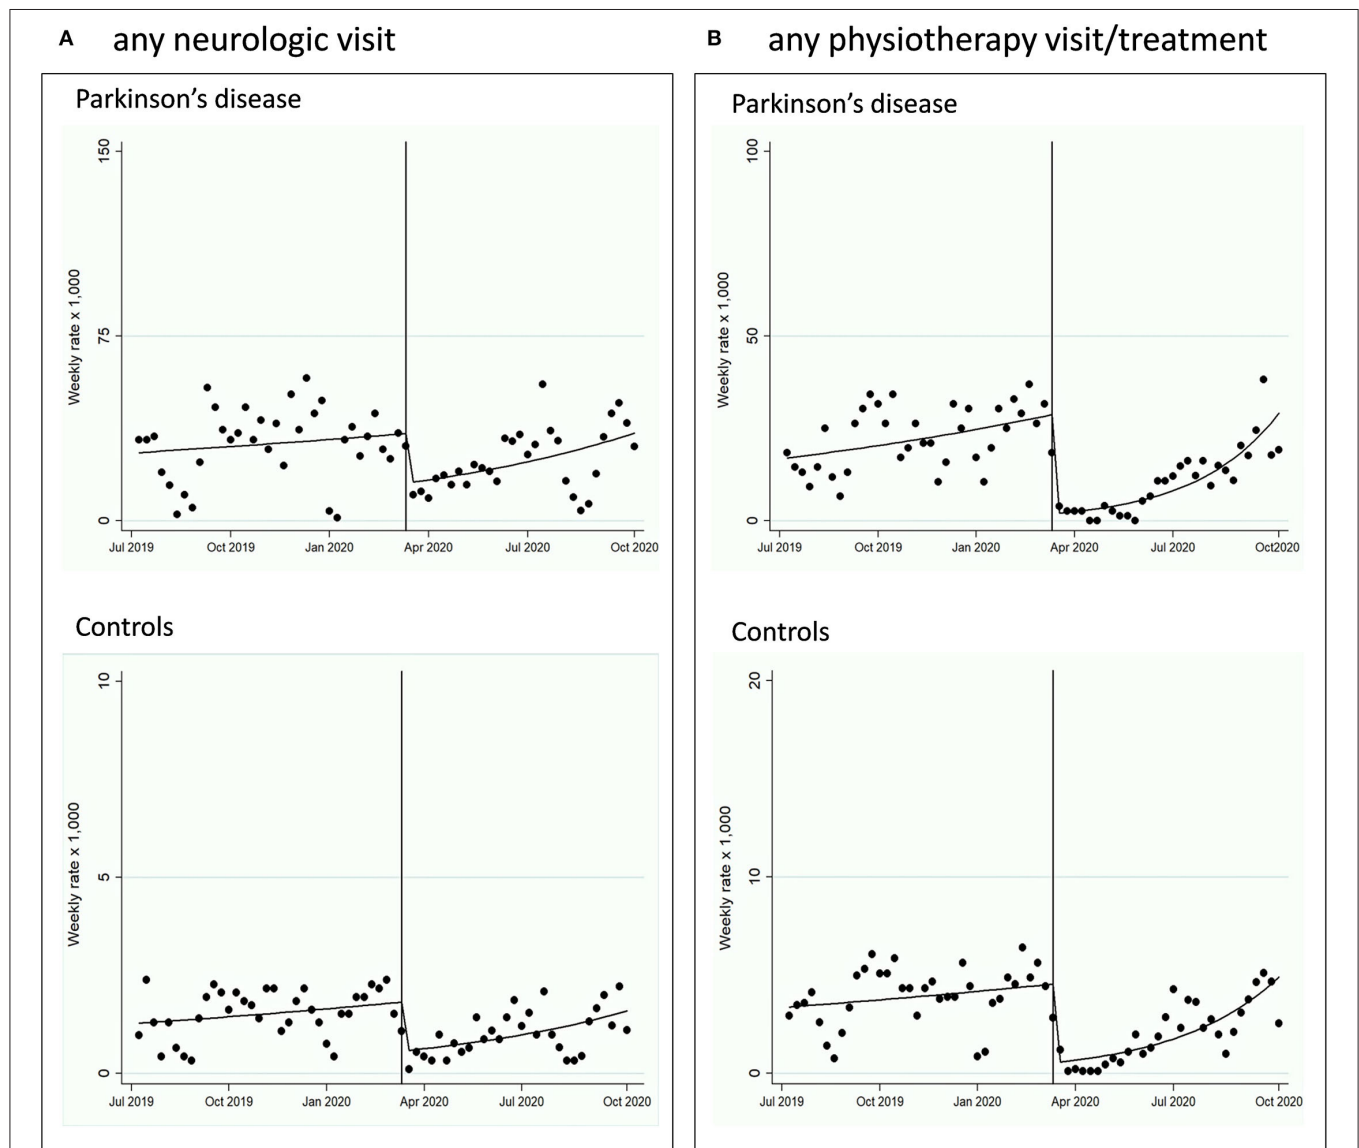 A any neurologic visit
Parkinson's disease
Weekly rate x 1,000
150
75
0
Jul 2019 Oct 2019 Jan 2020 Apr 2020 Jul 2020 Oct 2020
Controls
Weekly rate x 1,000
10
5
0
Jul 2019 Oct 2019 Jan 2020 Apr 2020 Jul 2020 Oct 2020
B any physiotherapy visit/treatment
Parkinson's disease
Weekly rate x 1,000
100
50
0
Jul 2019 Oct 2019 Jan 2020 Apr 2020 Jul 2020 Oct2020
Controls
Weekly rate x 1,000
20
10
0
Jul 2019 Oct 2019 Jan 2020 Apr 2020 Jul 2020 Oct 2020